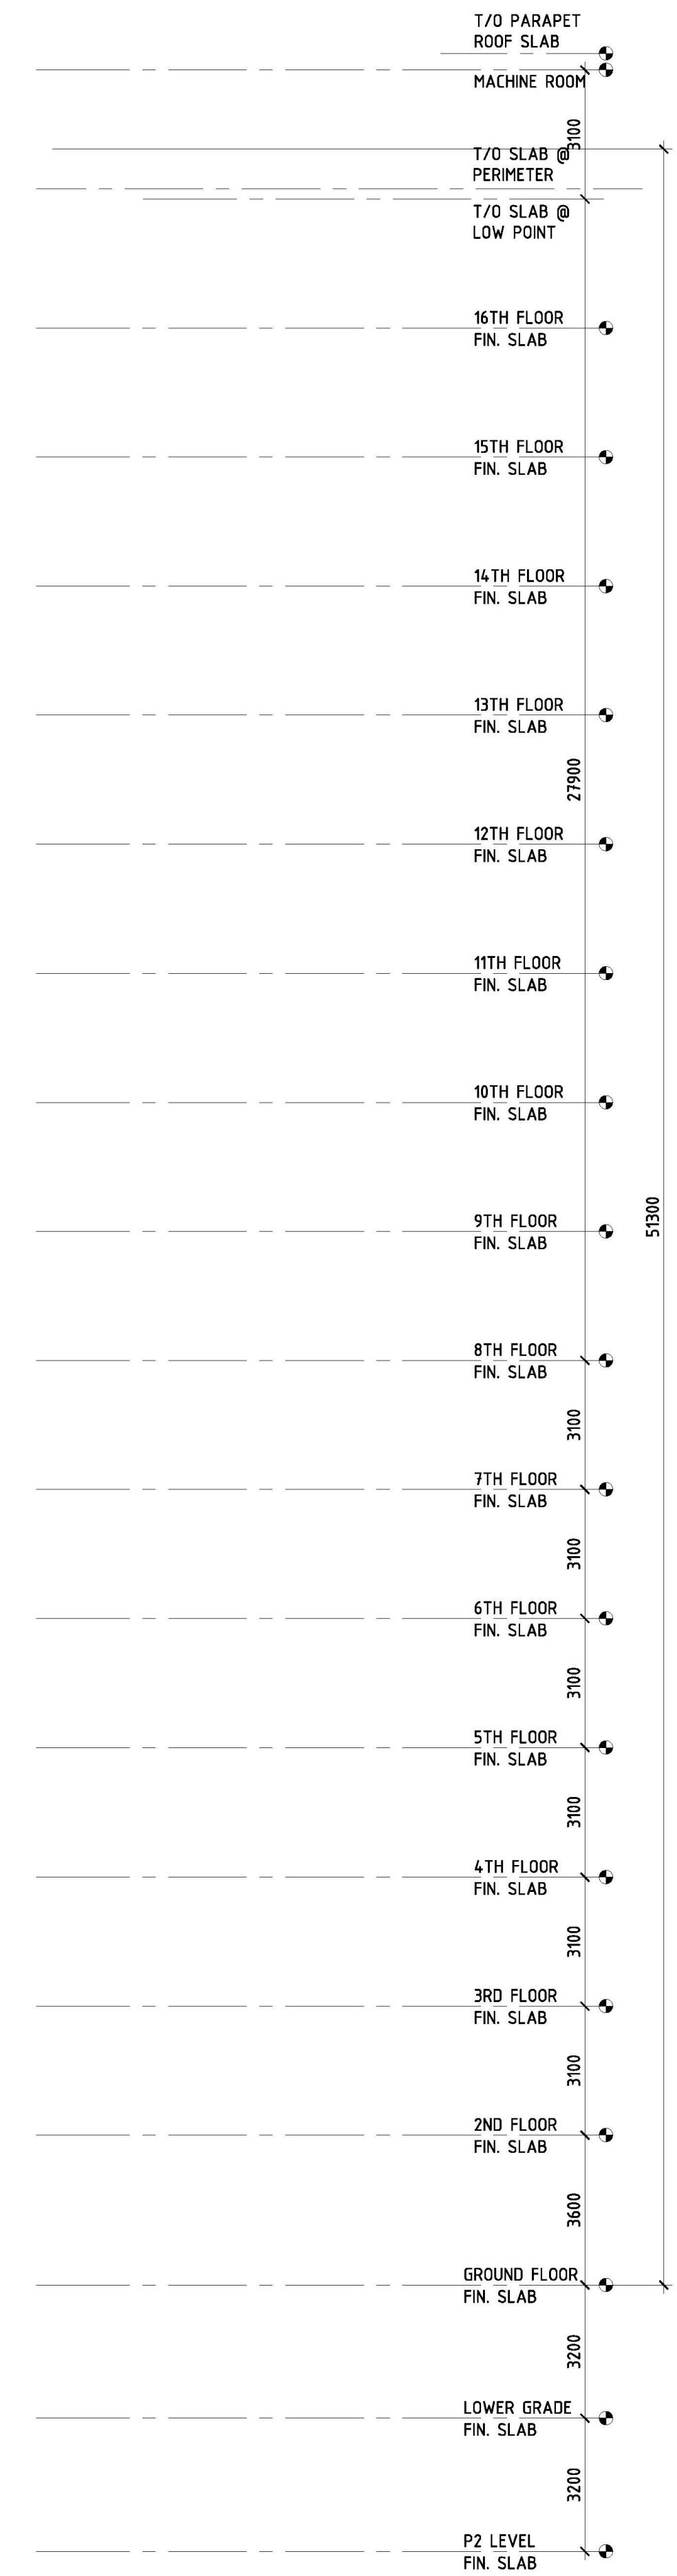 T/O PARAPET
ROOF SLAB
MACHINE ROOM
3100
T/O SLAB @
PERIMETER
T/O SLAB @
LOW POINT
16TH FLOOR
FIN. SLAB
15TH FLOOR
FIN. SLAB
14TH FLOOR
FIN. SLAB
13TH FLOOR
FIN. SLAB
27900
12TH FLOOR
FIN. SLAB
11TH FLOOR
FIN. SLAB
10TH FLOOR
FIN. SLAB
51300
9TH FLOOR
FIN. SLAB
8TH FLOOR
FIN. SLAB
3100
7TH FLOOR
FIN. SLAB
3100
6TH FLOOR
FIN. SLAB
3100
5TH FLOOR
FIN. SLAB
3100
4TH FLOOR
FIN. SLAB
3100
3RD FLOOR
FIN. SLAB
3100
2ND FLOOR
FIN. SLAB
3600
GROUND FLOOR
FIN. SLAB
3200
LOWER GRADE
FIN. SLAB
3200
P2 LEVEL
FIN. SLAB